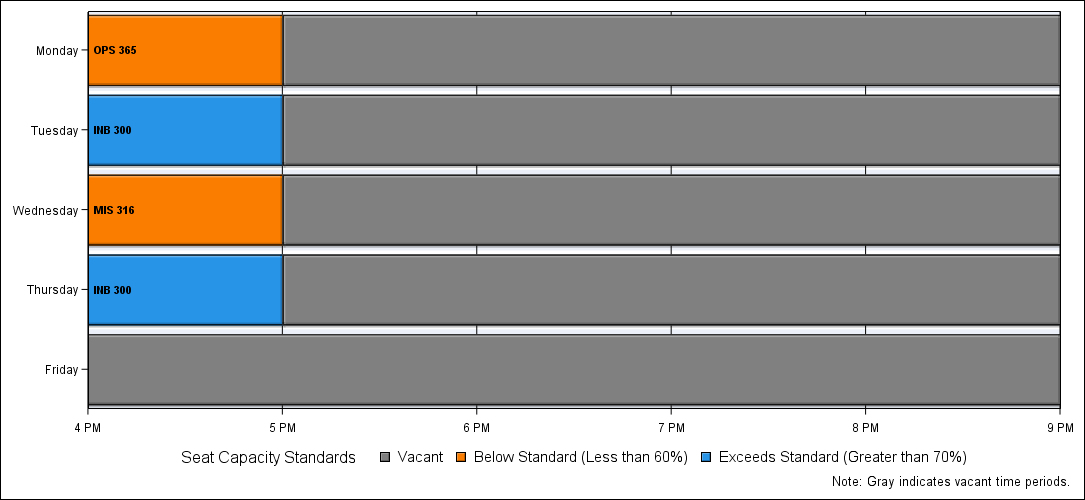 Monday
OPS 365
Tuesday
INB 300
Wednesday
MIS 316
Thursday
INB 300
Friday
4 PM 5 PM 6 PM 7 PM 8 PM 9 PM
Seat Capacity Standards Vacant Below Standard (Less than 60%) Exceeds Standard (Greater than 70%)
Note: Gray indicates vacant time periods.